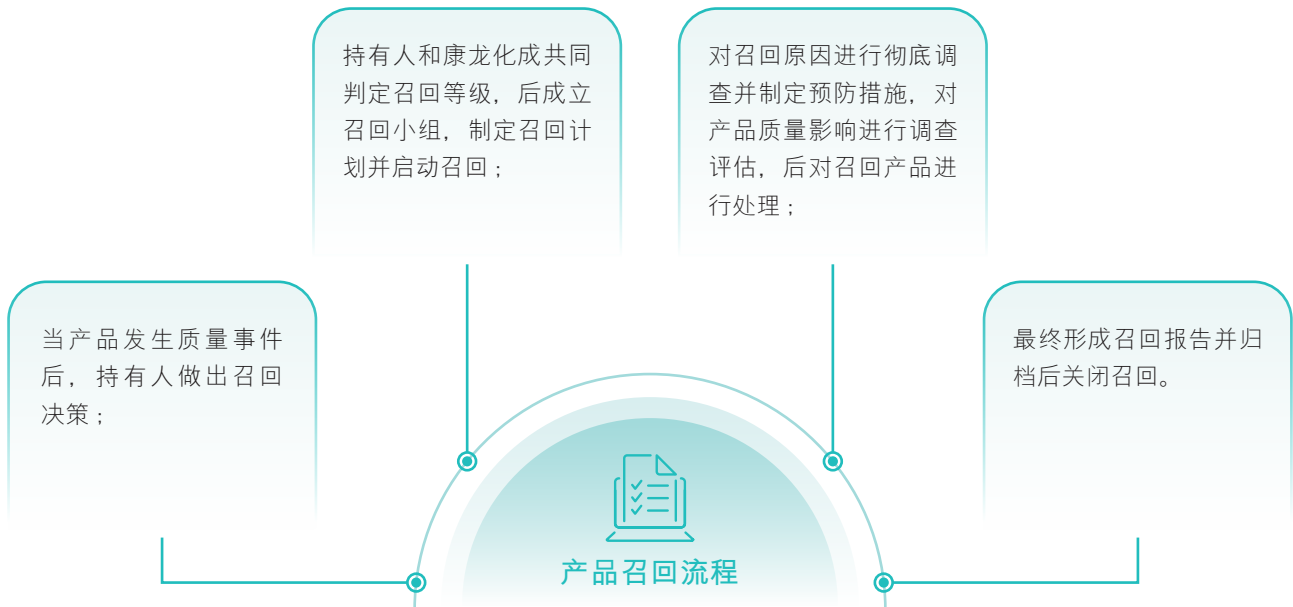 当产品发生质量事件
后，持有人做出召回
决策；
持有人和康龙化成共同
判定召回等级，后成立
召回小组，制定召回计
划并启动召回；
对召回原因进行彻底调
查并制定预防措施，对
产品质量影响进行调查
评估，后对召回产品进
行处理；
最终形成召回报告并归
档后关闭召回。
产品召回流程